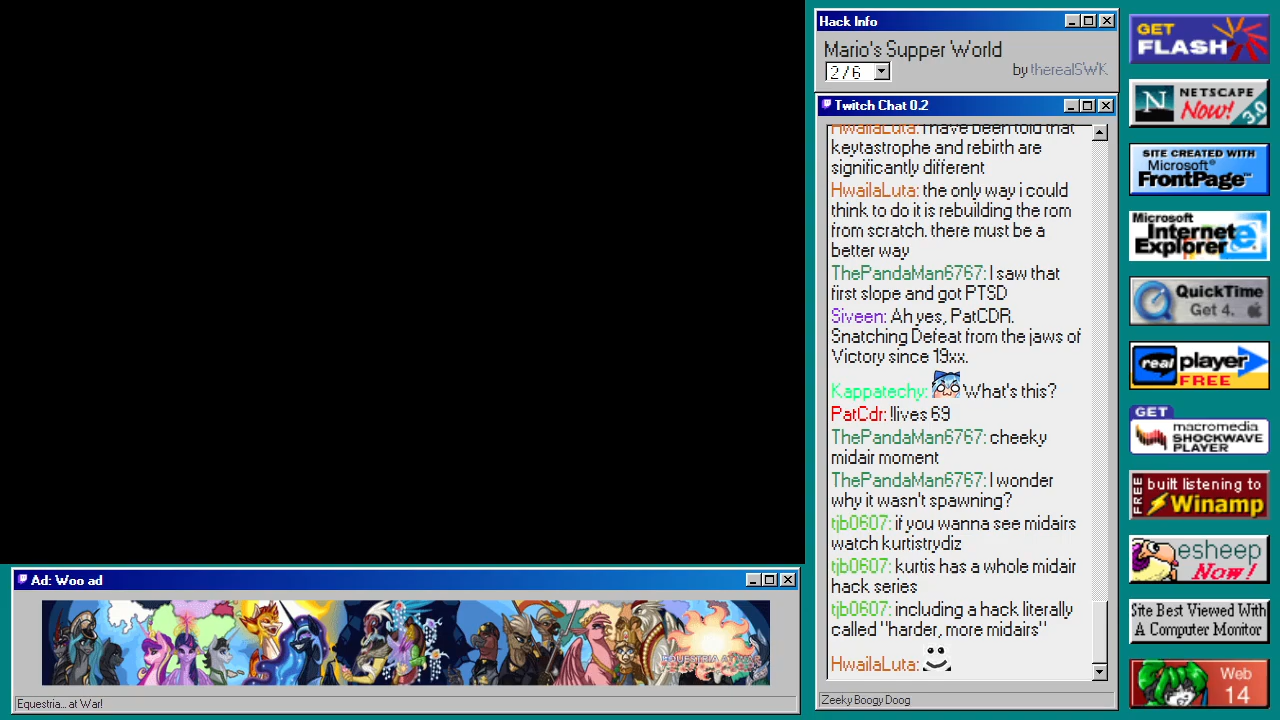 Hack Info
Mario's Supper World
2/6
by therealSWK
Twitch Chat 0.2
HwailaLuta: I have been told that
keytastrophe and rebirth are
significantly different
HwailaLuta: the only way i could
think to do it is rebuilding the rom
from scratch. there must be a
better way
ThePandaMan6767: I saw that
first slope and got PTSD
Siveen: Ah yes, PatCDR.
Snatching Defeat from the jaws of
Victory since 19xx.
Kappatechy: What's this?
PatCdr: !lives 69
ThePandaMan6767: cheeky
midair moment
ThePandaMan6767: I wonder
why it wasn't spawning?
tjb0607: if you wanna see midairs
watch kurtistrydiz
tjb0607: kurtis has a whole midair
hack series
tjb0607: including a hack literally
called "harder, more midairs"
HwailaLuta:
Zeeky Boogy Doog
Ad: Woo ad
EQUESTRIA AT WAR
Equestria... at War!
GET
FLASH
N NETSCAPE
Now! 3.0
SITE CREATED WITH
Microsoft®
FrontPage™
Microsoft
Internet
Explorer
QuickTime
Get 4.
real player
FREE
GET
macromedia
SHOCKWAVE
PLAYER
FREE
built listening to
Winamp
esheep
Now!
Site Best Viewed With
A Computer Monitor
Web
14